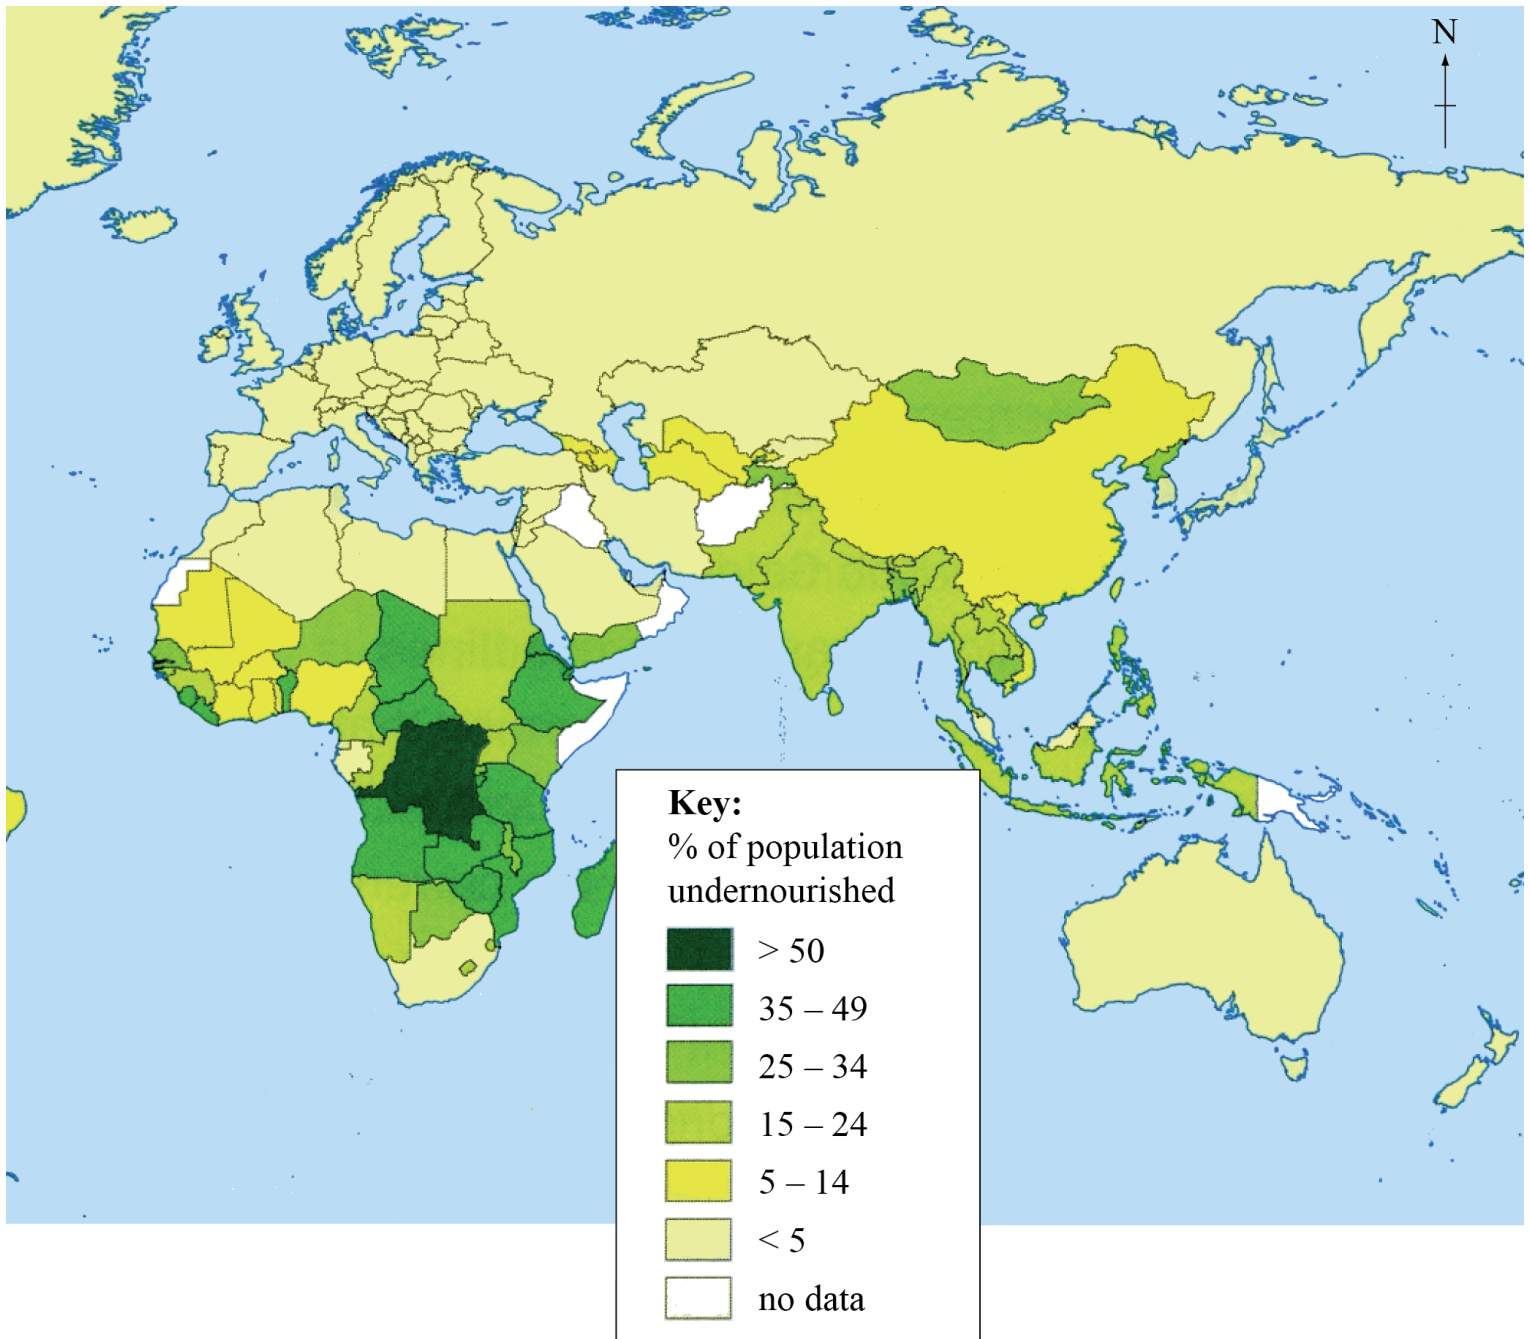 N
Key:
% of population
undernourished
> 50
35 – 49
25 – 34
15 – 24
5 – 14
< 5
no data